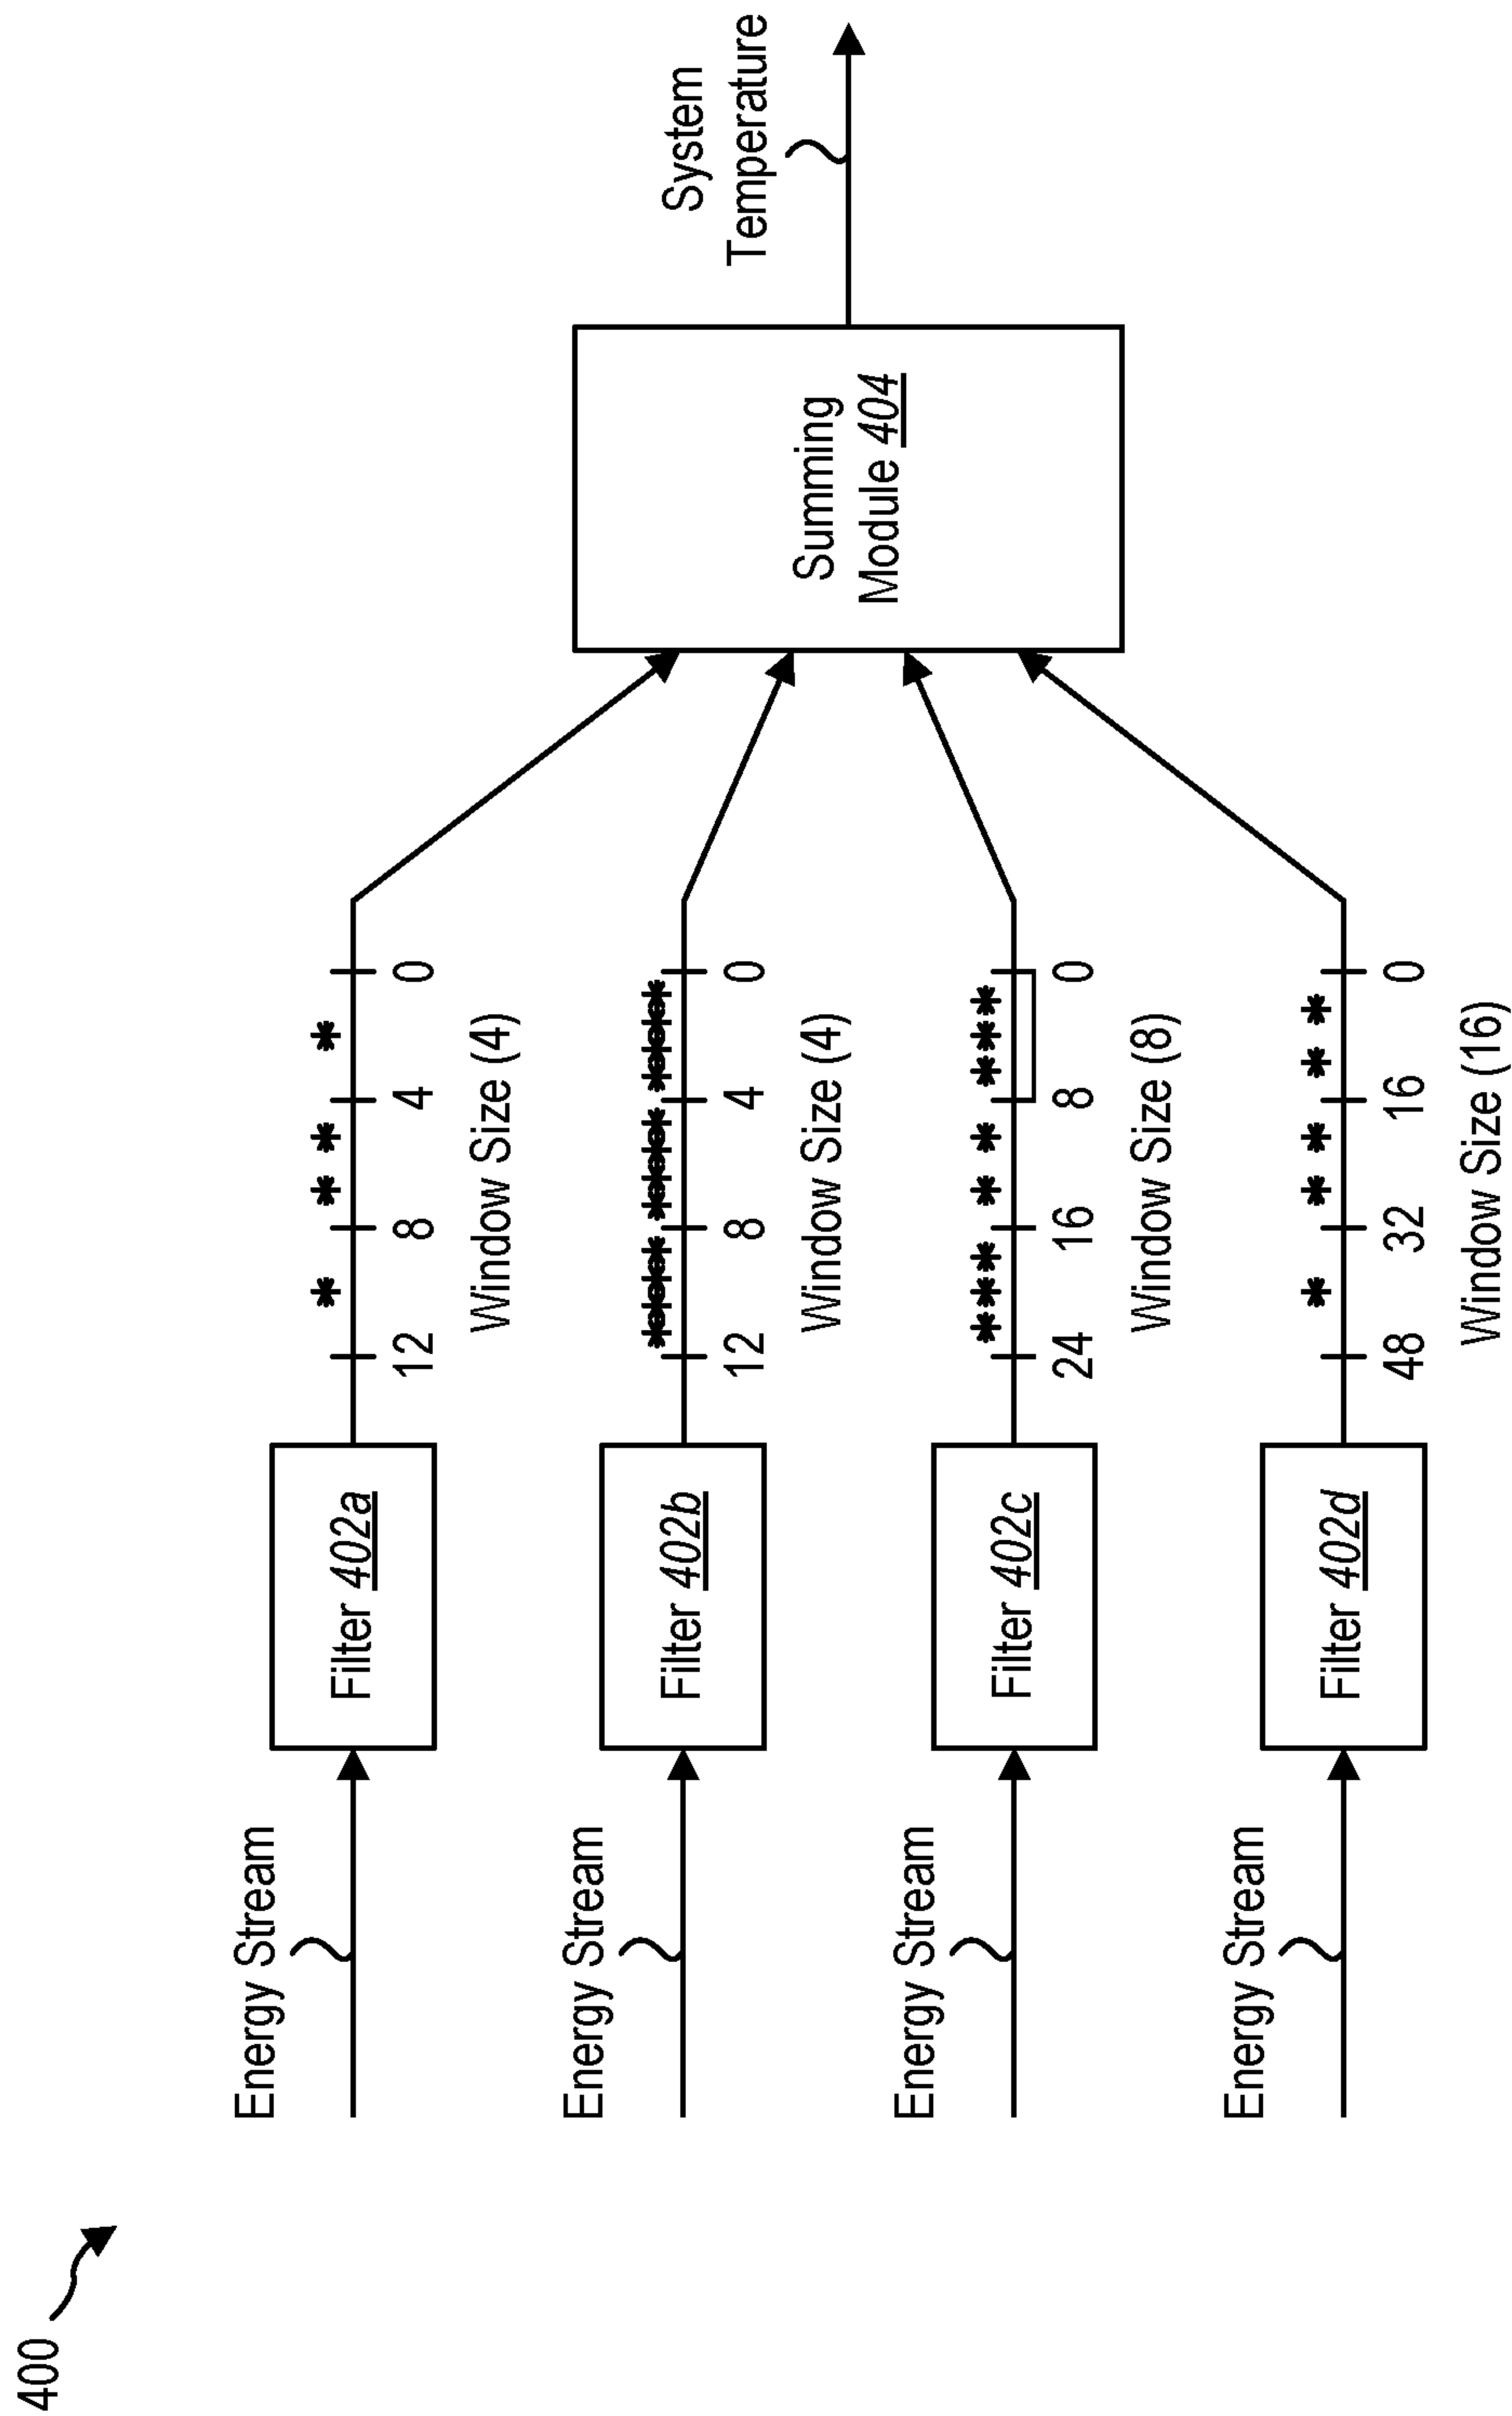 400
Energy Stream
Filter 402a
12 8 4 0
Window Size (4)
Energy Stream
Filter 402b
12 8 4 0
Window Size (4)
Energy Stream
Filter 402c
24 16 8 0
Window Size (8)
Energy Stream
Filter 402d
48 32 16 0
Window Size (16)
Summing
Module 404
System
Temperature